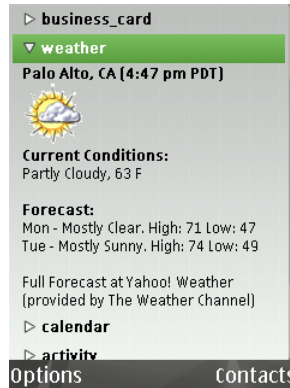 business_card
weather
Palo Alto, CA (4:47 pm PDT)
Current Conditions:
Partly Cloudy, 63 F
Forecast:
Mon - Mostly Clear. High: 71 Low: 47
Tue - Mostly Sunny. High: 74 Low: 49
Full Forecast at Yahoo! Weather
(provided by The Weather Channel)
calendar
activity
Options Contacts